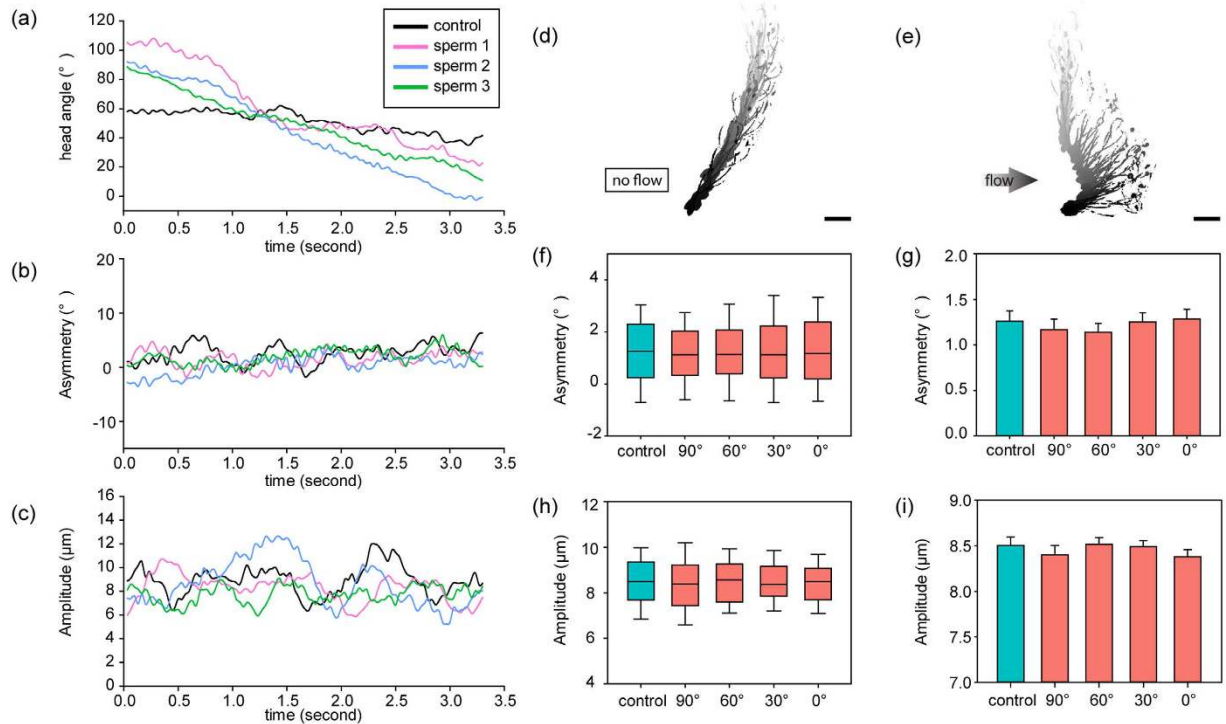 (a)
head angle (°)
120
100
80
60
40
20
0
0.0 0.5 1.0 1.5 2.0 2.5 3.0 3.5
time (second)
control
sperm 1
sperm 2
sperm 3
(b)
Asymmetry (°)
20
10
0
-10
0.0 0.5 1.0 1.5 2.0 2.5 3.0 3.5
time (second)
(c)
Amplitude (µm)
16
14
12
10
8
6
4
2
0
0.0 0.5 1.0 1.5 2.0 2.5 3.0 3.5
time (second)
(d)
no flow
(e)
flow
(f)
Asymmetry (°)
4
2
0
-2
control 90° 60° 30° 0°
(g)
Asymmetry (°)
2.0
1.5
1.0
0.5
0.0
control 90° 60° 30° 0°
(h)
Amplitude (µm)
12
10
8
6
4
control 90° 60° 30° 0°
(i)
Amplitude (µm)
9.0
8.5
8.0
7.5
7.0
control 90° 60° 30° 0°